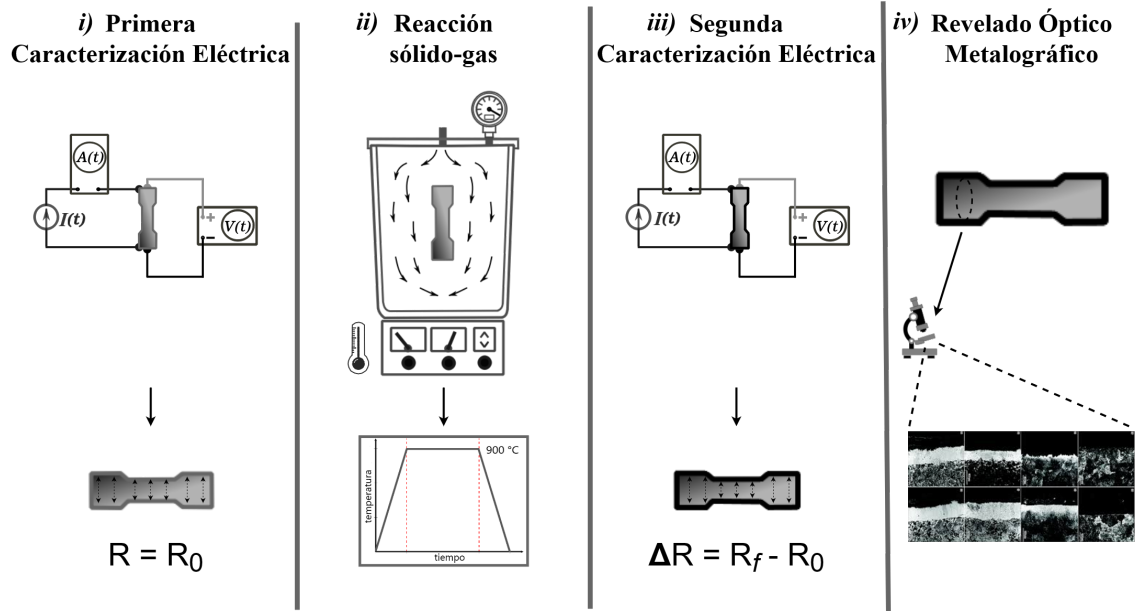 i) Primera
Caracterización Eléctrica
A(t)
I(t)
+
V(t)
−
R = R0
ii) Reacción
sólido-gas
900 °C
temperatura
tiempo
iii) Segunda
Caracterización Eléctrica
A(t)
I(t)
+
V(t)
−
ΔR = Rf - R0
iv) Revelado Óptico
Metalográfico